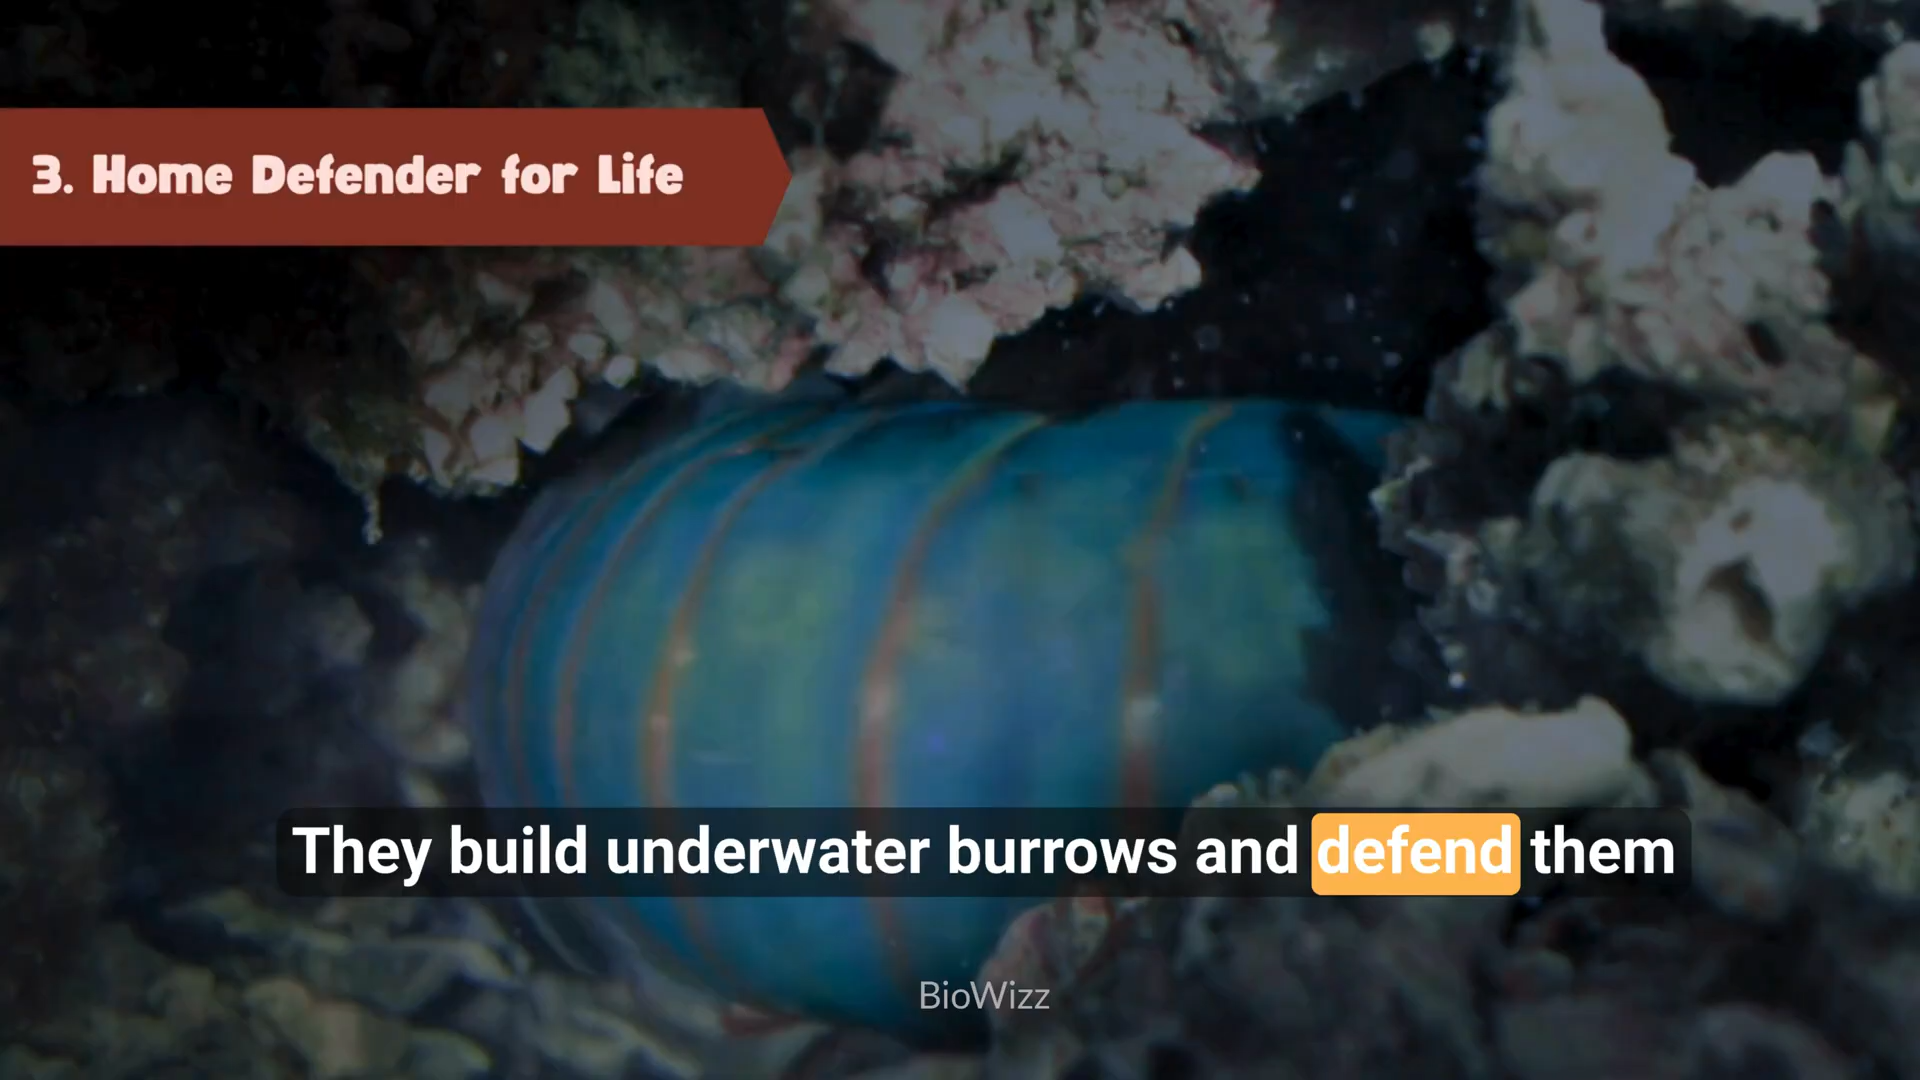 3. Home Defender for Life
They build underwater burrows and defend them
BioWizz